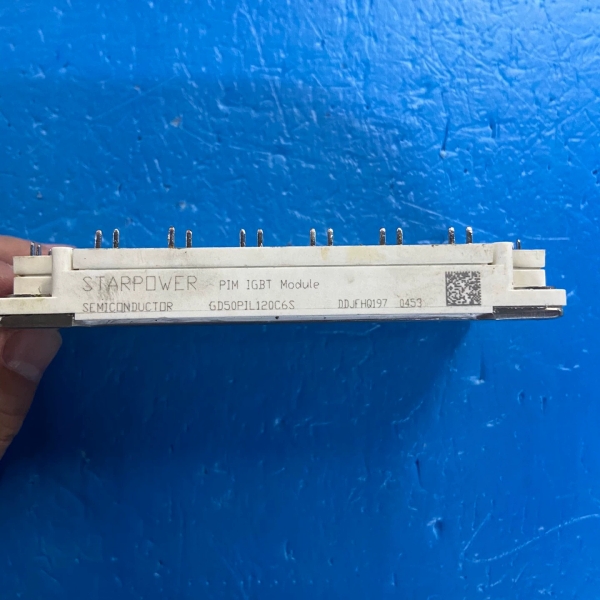 STARPOWER PIM IGBT Module
SEMICONDUCTOR GD50PIL120C6S DDJFHQ197 0453